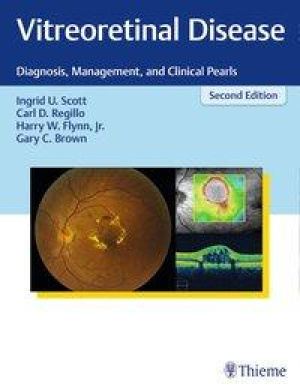 Vitreoretinal Disease
Diagnosis, Management, and Clinical Pearls
Second Edition
Ingrid U. Scott
Carl D. Regillo
Harry W. Flynn, Jr.
Gary C. Brown
Thieme